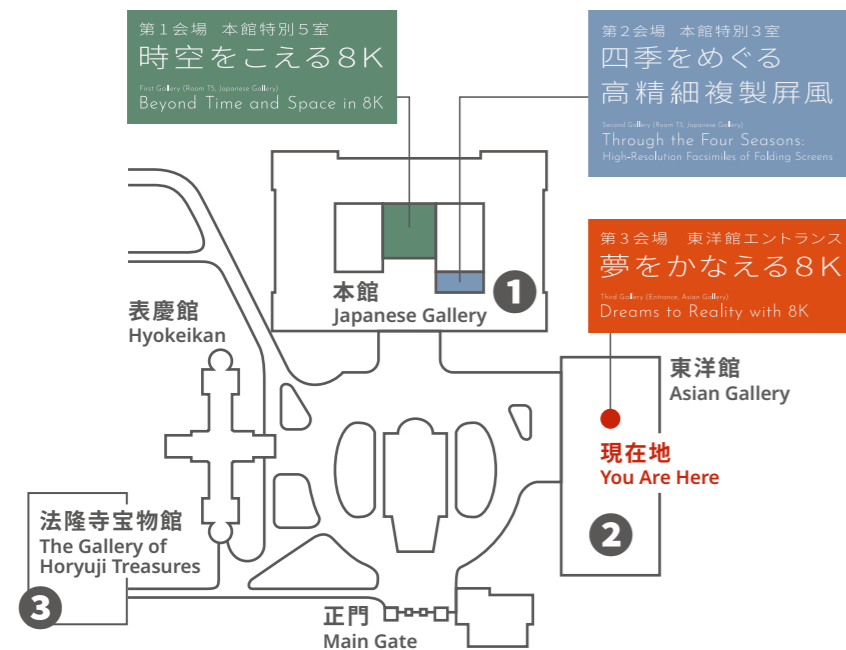 第1会場 本館特別5室
時空をこえる8K
First Gallery (Room T5, Japanese Gallery)
Beyond Time and Space in 8K
第2会場 本館特別3室
四季をめぐる
高精細複製屏風
Second Gallery (Room T3, Japanese Gallery)
Through the Four Seasons:
High-Resolution Facsimiles of Folding Screens
第3会場 東洋館エントランス
夢をかなえる8K
Third Gallery (Entrance, Asian Gallery)
Dreams to Reality with 8K
本館
Japanese Gallery
1
表慶館
Hyokeikan
東洋館
Asian Gallery
現在地
You Are Here
2
法隆寺宝物館
The Gallery of
Horyuji Treasures
3
正門
Main Gate